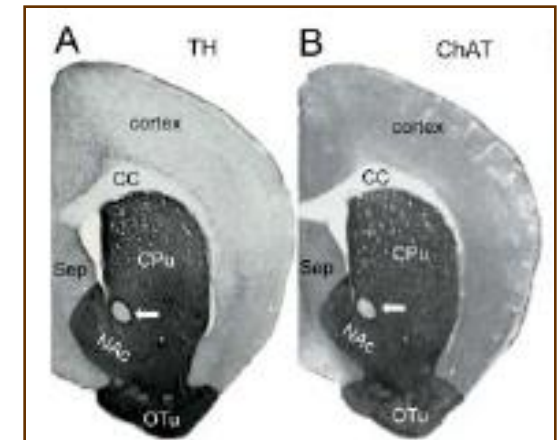 A TH
cortex
CC
CPu
Sep
NAc
OTu
B ChAT
cortex
CC
CPu
Sep
NAc
OTu